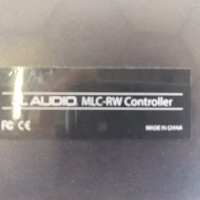 AUDIO MLC-RW Controller
FC CE
MADE IN CHINA